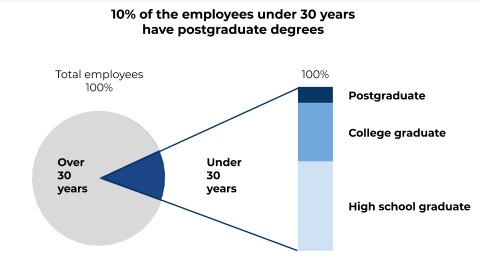 10% of the employees under 30 years
have postgraduate degrees
Total employees
100%
100%
Over
30
years
Under
30
years
Postgraduate
College graduate
High school graduate